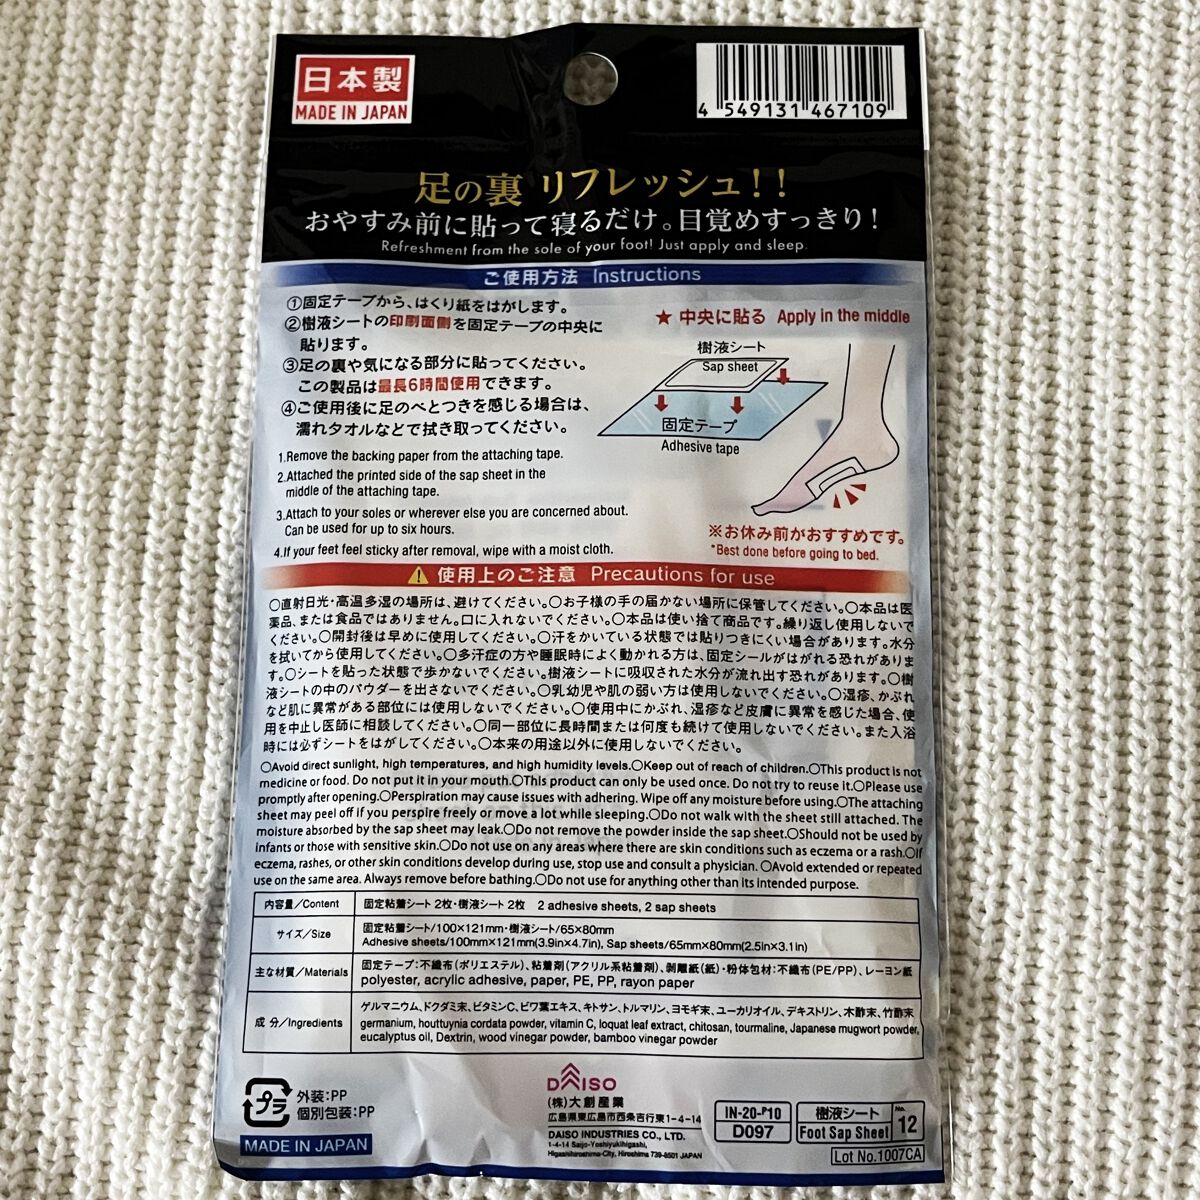 日本製
MADE IN JAPAN
4 549131 467109
足の裏 リフレッシュ!!
おやすみ前に貼って寝るだけ。目覚めすっきり!
Refreshment from the sole of your foot! Just apply and sleep.
ご使用方法 Instructions
①固定テープから、はくり紙をはがします。
②樹液シートの印刷面側を固定テープの中央に
貼ります。
③足の裏や気になる部分に貼ってください。
この製品は最長6時間使用できます。
④ご使用後に足のべとつきを感じる場合は、
濡れタオルなどで拭き取ってください。
1.Remove the backing paper from the attaching tape.
2.Attached the printed side of the sap sheet in the
middle of the attaching tape.
3.Attach to your soles or wherever else you are concerned about.
Can be used for up to six hours.
4.If your feet feel sticky after removal, wipe with a moist cloth.
★ 中央に貼る Apply in the middle
樹液シート
Sap sheet
固定テープ
Adhesive tape
※お休み前がおすすめです。
*Best done before going to bed.
使用上のご注意 Precautions for use
○直射日光・高温多湿の場所は、避けてください。○お子様の手の届かない場所に保管してください。○本品は医
薬品、または食品ではありません。口に入れないでください。○本品は使い捨て商品です。繰り返し使用しないで
ください。○開封後は早めに使用してください。○汗をかいている状態では貼りつきにくい場合があります。水分
を拭いてから使用してください。○多汗症の方や睡眠時によく動かれる方は、固定シールがはがれる恐れがありま
す。○シートを貼った状態で歩かないでください。樹液シートに吸収された水分が流れ出す恐れがあります。○樹
液シートの中のパウダーを出さないでください。○乳幼児や肌の弱い方は使用しないでください。○湿疹、かぶれ
など肌に異常がある部位には使用しないでください。○使用中にかぶれ、湿疹など皮膚に異常を感じた場合、使
用を中止し医師に相談してください。○同一部位に長時間または何度も続けて使用しないでください。また入浴
時には必ずシートをはがしてください。○本来の用途以外に使用しないでください。
○Avoid direct sunlight, high temperatures, and high humidity levels.○Keep out of reach of children.○This product is not
medicine or food. Do not put it in your mouth.○This product can only be used once. Do not try to reuse it.○Please use
promptly after opening.○Perspiration may cause issues with adhering. Wipe off any moisture before using.○The attaching
sheet may peel off if you perspire freely or move a lot while sleeping.○Do not walk with the sheet still attached. The
moisture absorbed by the sap sheet may leak.○Do not remove the powder inside the sap sheet.○Should not be used by
infants or those with sensitive skin.○Do not use on any areas where there are skin conditions such as eczema or a rash.○If
eczema, rashes, or other skin conditions develop during use, stop use and consult a physician. ○Avoid extended or repeated
use on the same area. Always remove before bathing.○Do not use for anything other than its intended purpose.
内容量/Content 固定粘着シート2枚・樹液シート2枚 2 adhesive sheets, 2 sap sheets
サイズ/Size 固定粘着シート/100×121mm・樹液シート/65×80mm
Adhesive sheets/100mm×121mm(3.9in×4.7in), Sap sheets/65mm×80mm(2.5in×3.1in)
主な材質/Materials 固定テープ:不織布(ポリエステル)、粘着剤(アクリル系粘着剤)、剥離紙(紙)・粉体包材:不織布(PE/PP)、レーヨン紙
polyester, acrylic adhesive, paper, PE, PP, rayon paper
成分/Ingredients ゲルマニウム、ドクダミ末、ビタミンC、ビワ葉エキス、キトサン、トルマリン、ヨモギ末、ユーカリオイル、デキストリン、木酢末、竹酢末
germanium, houttuynia cordata powder, vitamin C, loquat leaf extract, chitosan, tourmaline, Japanese mugwort powder,
eucalyptus oil, Dextrin, wood vinegar powder, bamboo vinegar powder
プラ
外装:PP
個別包装:PP
MADE IN JAPAN
DAISO
(株)大創産業
広島県東広島市西条吉行東1-4-14
DAISO INDUSTRIES CO., LTD.
1-4-14 Saijo-Yoshiyukihigashi,
Higashihiroshima-City, Hiroshima 739-8501 JAPAN
IN-20-P10
D097
樹液シート
Foot Sap Sheet
No.
12
Lot No.1007CA